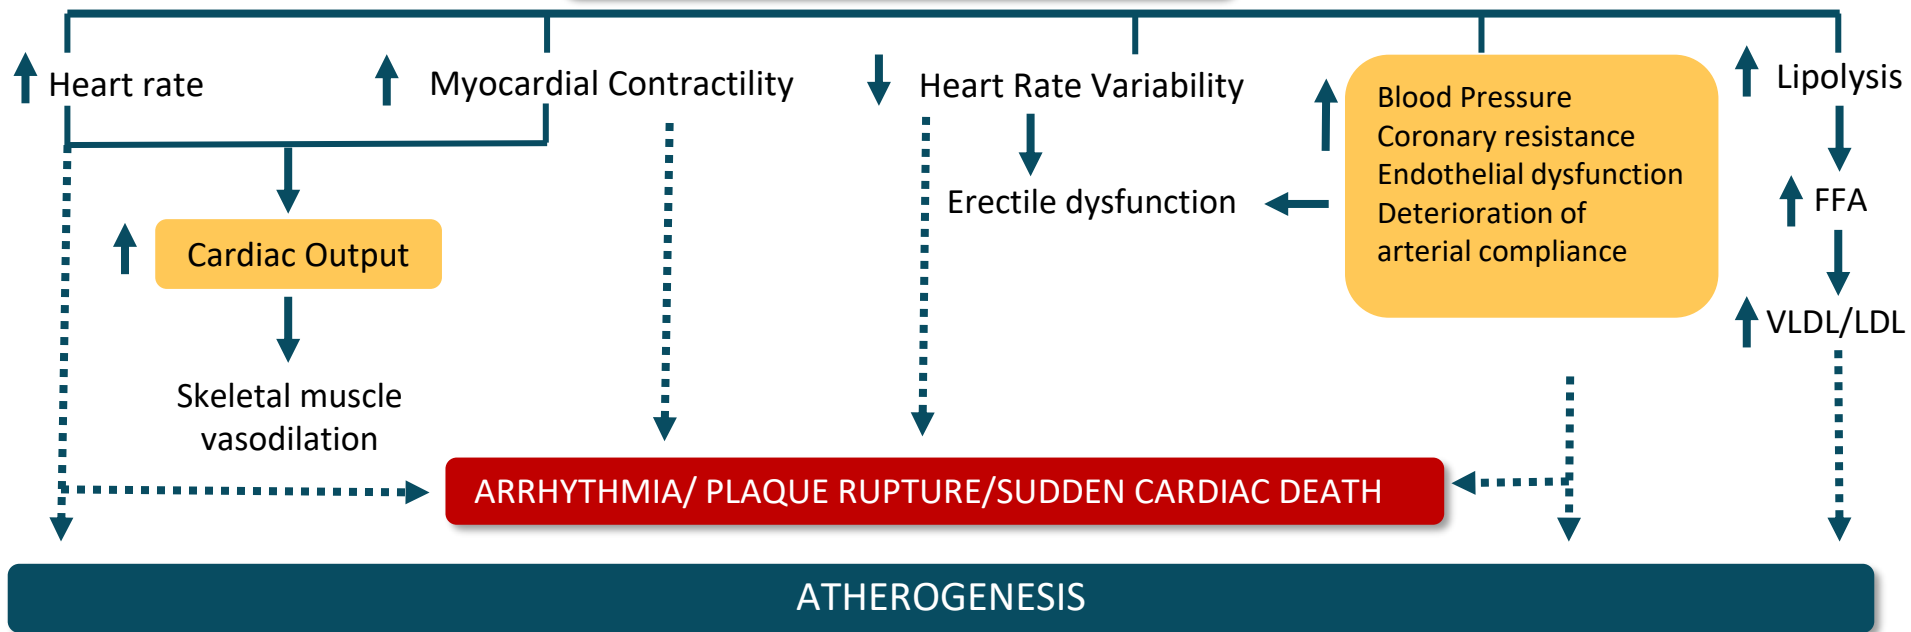 Heart rate
Myocardial Contractility
Heart Rate Variability
Blood Pressure
Coronary resistance
Endothelial dysfunction
Deterioration of
arterial compliance
Lipolysis
Erectile dysfunction
FFA
Cardiac Output
VLDL/LDL
Skeletal muscle
vasodilation
ARRHYTHMIA/ PLAQUE RUPTURE/SUDDEN CARDIAC DEATH
ATHEROGENESIS